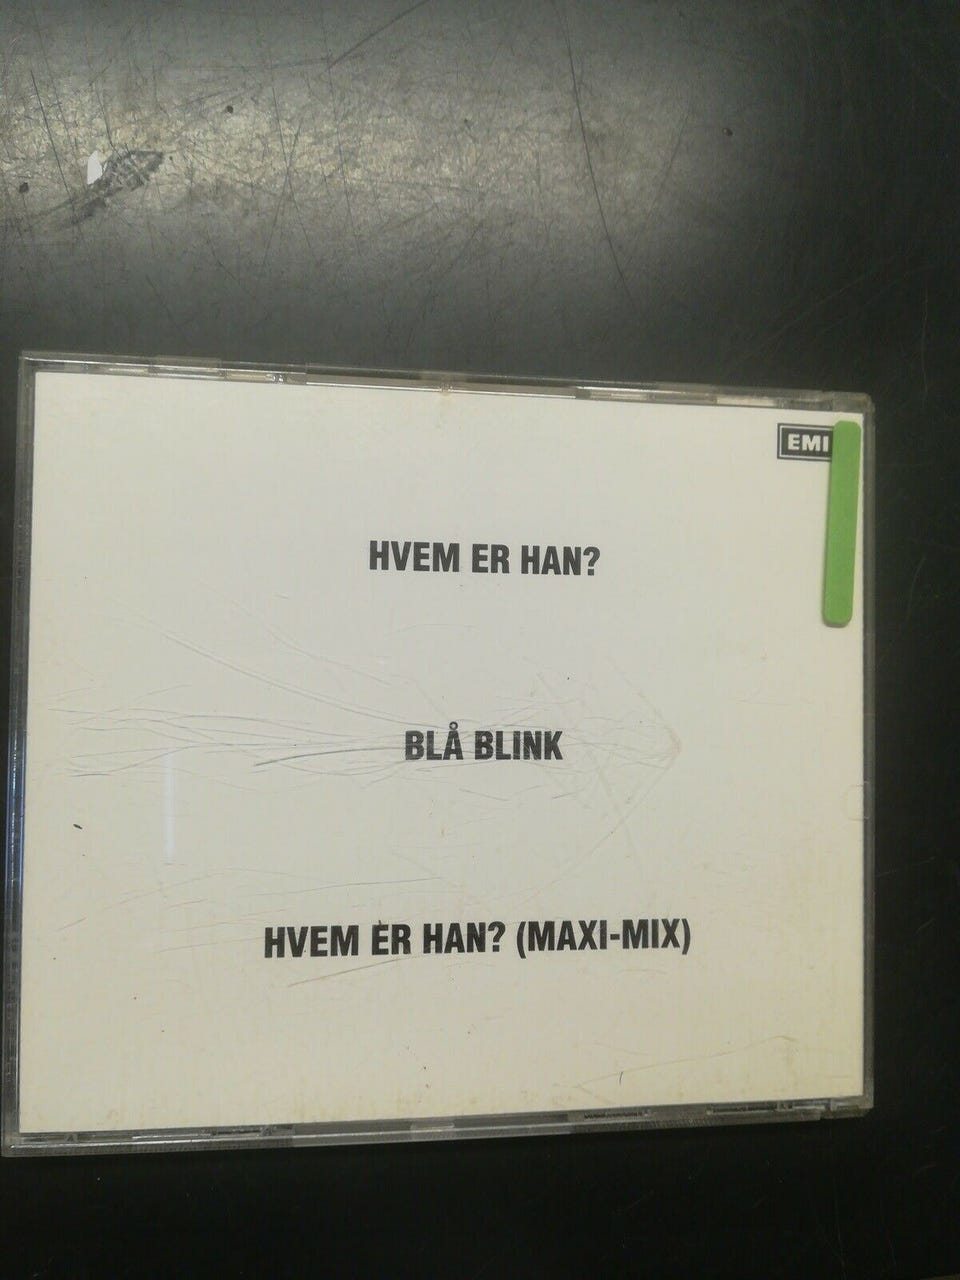 EMI
HVEM ER HAN?
BLÅ BLINK
HVEM ER HAN? (MAXI-MIX)